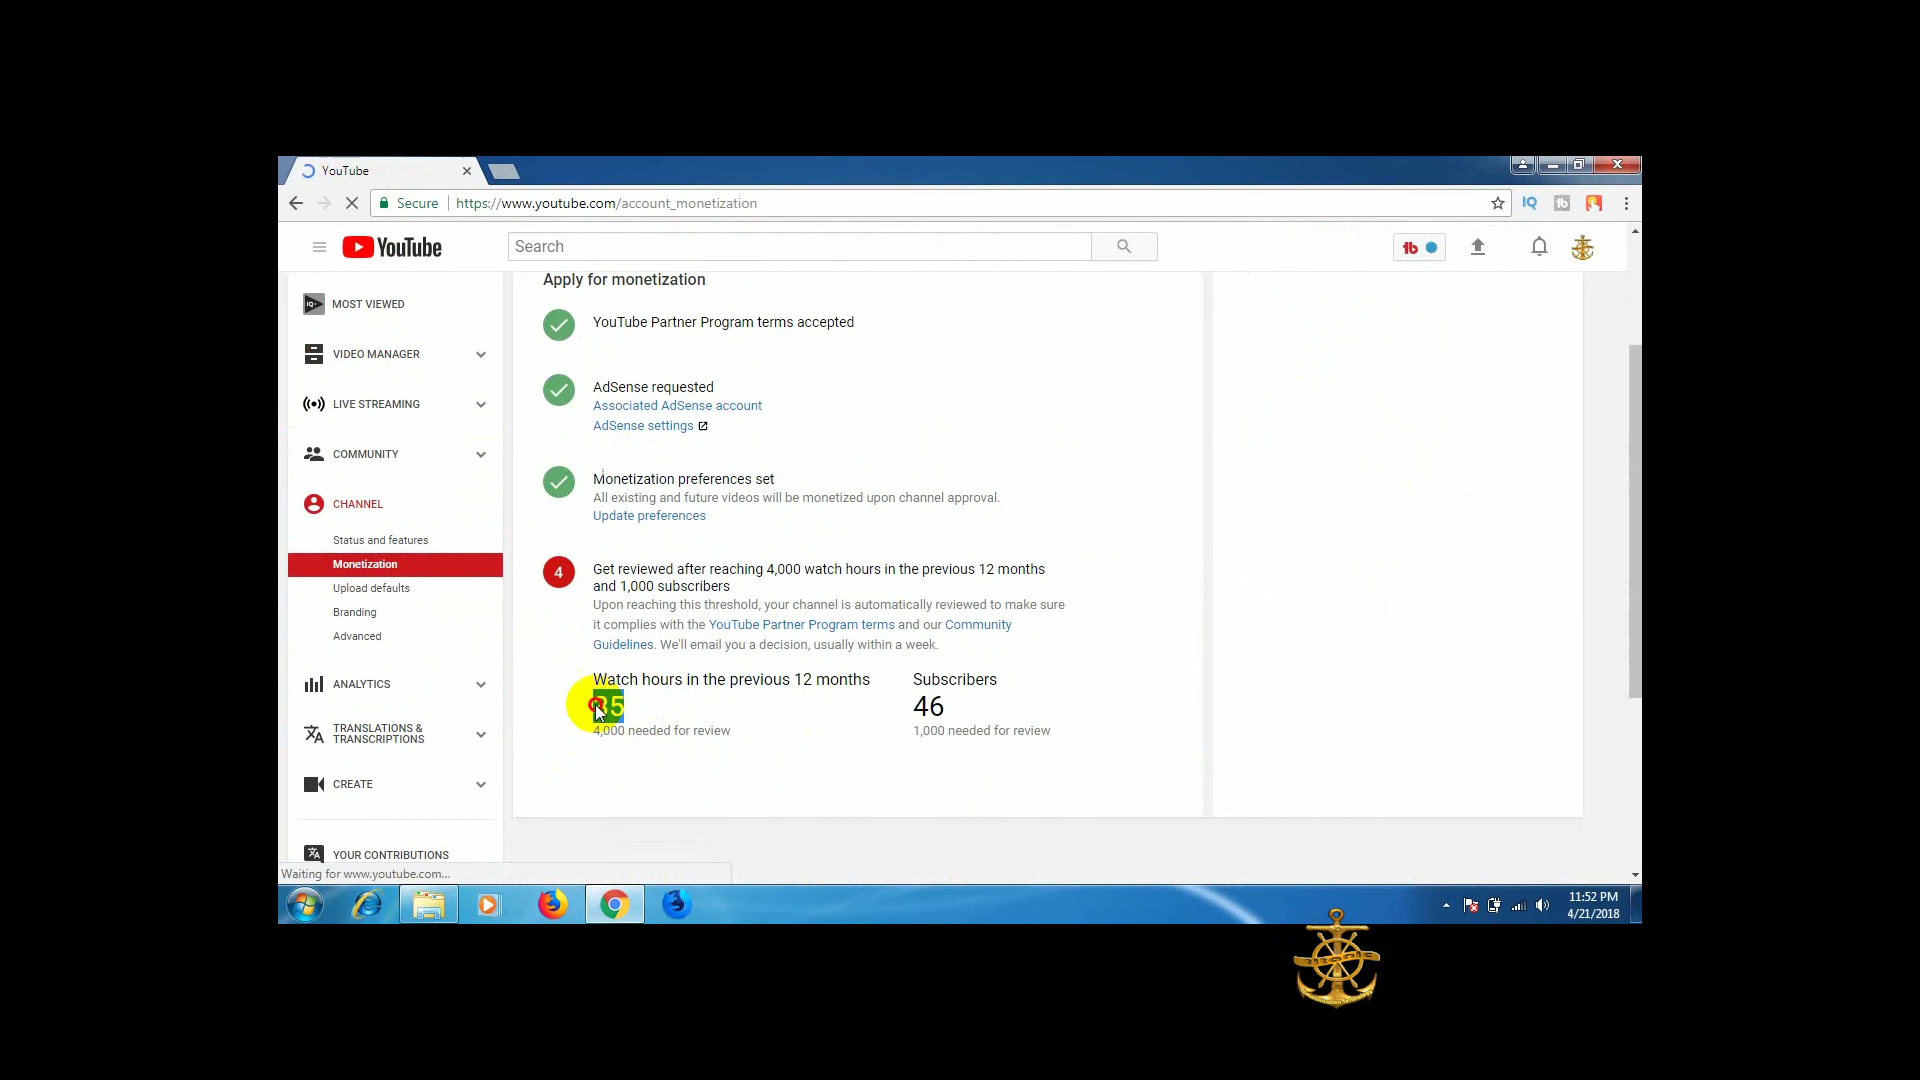 YouTube
Secure https://www.youtube.com/account_monetization
IQ
tb
YouTube
Search
tb
Apply for monetization
IQ
MOST VIEWED
YouTube Partner Program terms accepted
VIDEO MANAGER
AdSense requested
LIVE STREAMING
Associated AdSense account
AdSense settings
COMMUNITY
Monetization preferences set
All existing and future videos will be monetized upon channel approval.
CHANNEL
Update preferences
Status and features
Monetization
4
Get reviewed after reaching 4,000 watch hours in the previous 12 months
and 1,000 subscribers
Upload defaults
Upon reaching this threshold, your channel is automatically reviewed to make sure
Branding
it complies with the YouTube Partner Program terms and our Community
Advanced
Guidelines. We'll email you a decision, usually within a week.
ANALYTICS
Watch hours in the previous 12 months
Subscribers
46
TRANSLATIONS &
TRANSCRIPTIONS
4,000 needed for review
1,000 needed for review
CREATE
YOUR CONTRIBUTIONS
Waiting for www.youtube.com...
11:52 PM
4/21/2018